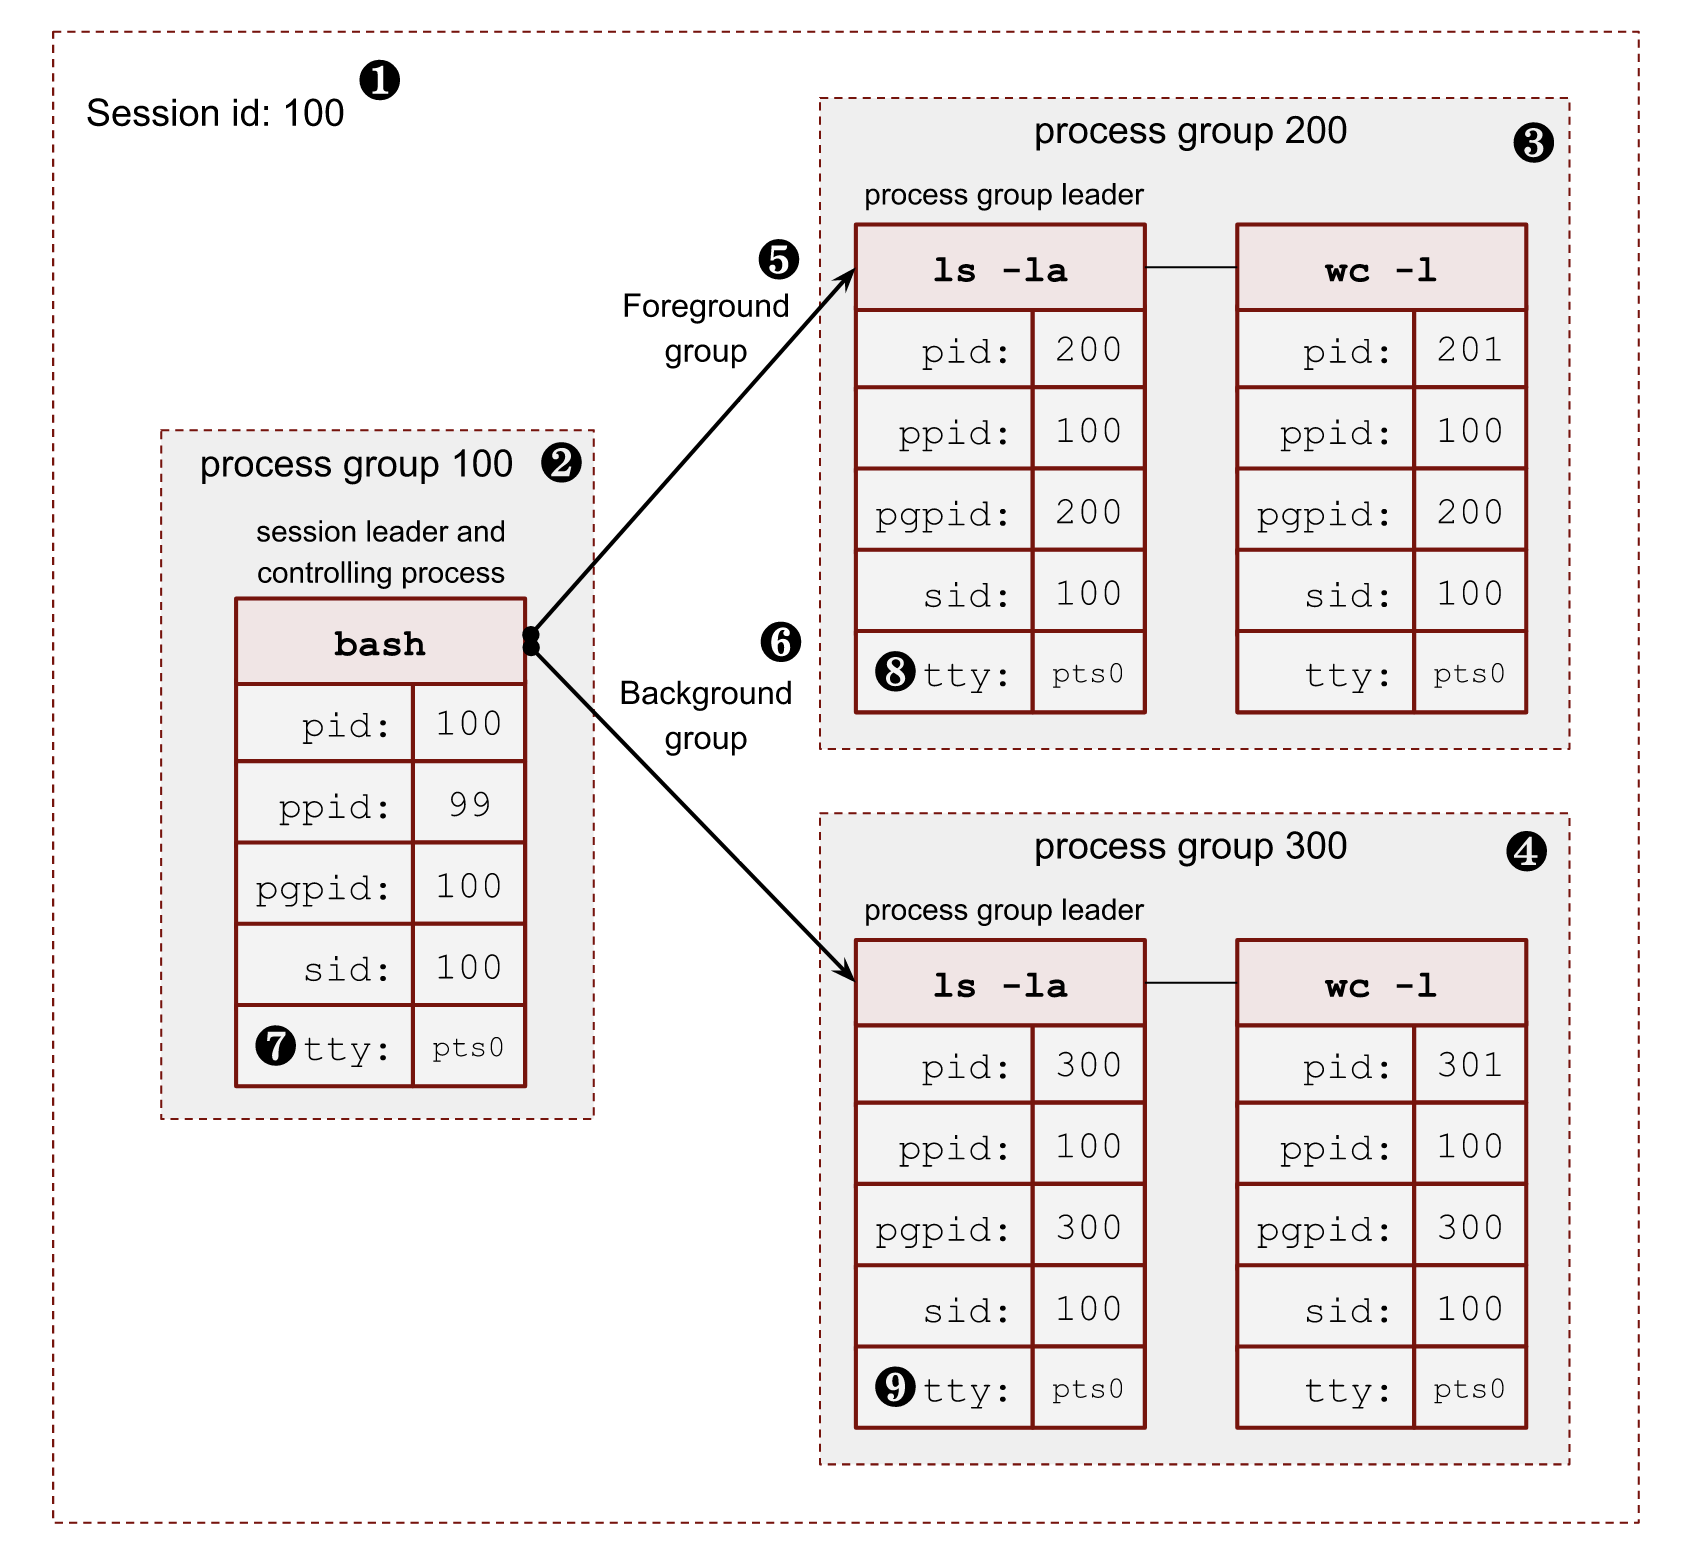 ❶
Session id: 100
process group 200
❸
process group leader
ls -la
wc -l
pid: 200
pid: 201
ppid: 100
ppid: 100
pgpid: 200
pgpid: 200
sid: 100
sid: 100
❽ tty: pts0
tty: pts0
❺
Foreground
group
process group 100 ❷
session leader and
controlling process
bash
pid: 100
ppid: 99
pgpid: 100
sid: 100
❼ tty: pts0
❻
Background
group
process group 300
❹
process group leader
ls -la
wc -l
pid: 300
pid: 301
ppid: 100
ppid: 100
pgpid: 300
pgpid: 300
sid: 100
sid: 100
❾ tty: pts0
tty: pts0